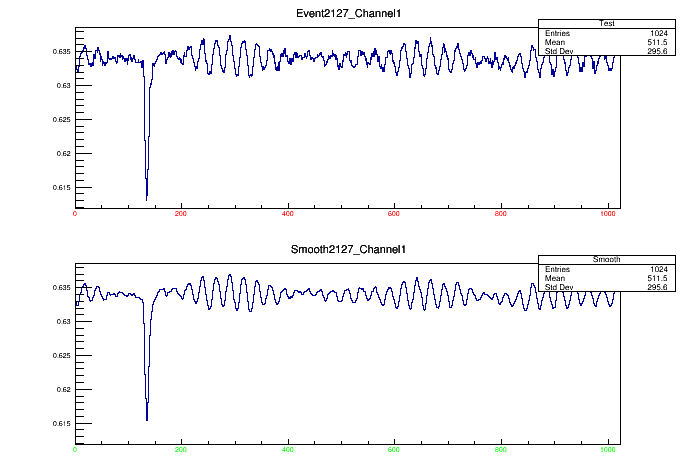 Event2127_Channel1
Test
Entries 1024
Mean 511.5
Std Dev 295.6
0.635
0.63
0.625
0.62
0.615
0 200 400 600 800 1000
Smooth2127_Channel1
Smooth
Entries 1024
Mean 511.5
Std Dev 295.6
0.635
0.63
0.625
0.62
0.615
0 200 400 600 800 1000